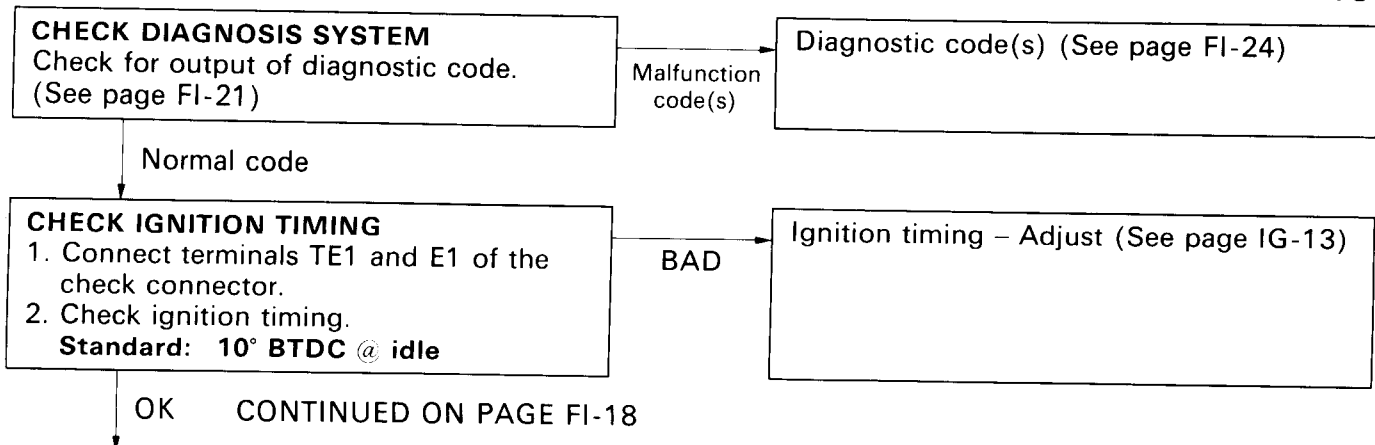 CHECK DIAGNOSIS SYSTEM
Check for output of diagnostic code.
(See page FI-21)
Malfunction
code(s)
Diagnostic code(s) (See page FI-24)
Normal code
CHECK IGNITION TIMING
1. Connect terminals TE1 and E1 of the
check connector.
2. Check ignition timing.
Standard: 10° BTDC @ idle
BAD
Ignition timing – Adjust (See page IG-13)
OK CONTINUED ON PAGE FI-18